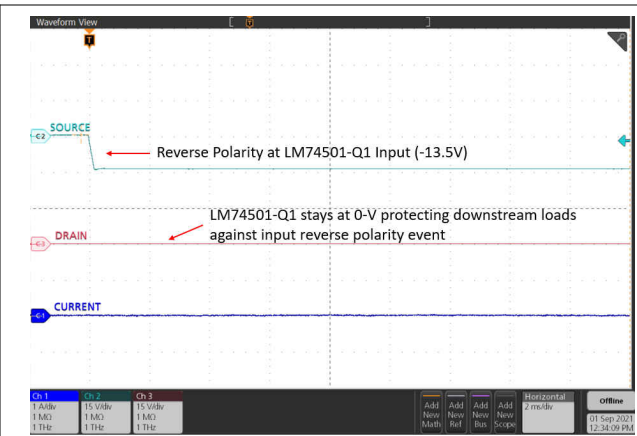 Waveform View
T
C2 SOURCE
Reverse Polarity at LM74501-Q1 Input (-13.5V)
LM74501-Q1 stays at 0-V protecting downstream loads
against input reverse polarity event
C3 DRAIN
C1 CURRENT
Ch 1
1 A/div
1 MΩ
1 THz
Ch 2
15 V/div
1 MΩ
1 THz
Ch 3
15 V/div
1 MΩ
1 THz
Add New Math
Add New Ref
Add New Bus
Add New Scope
Horizontal
2 ms/div
Offline
01 Sep 2021
12:34:09 PM